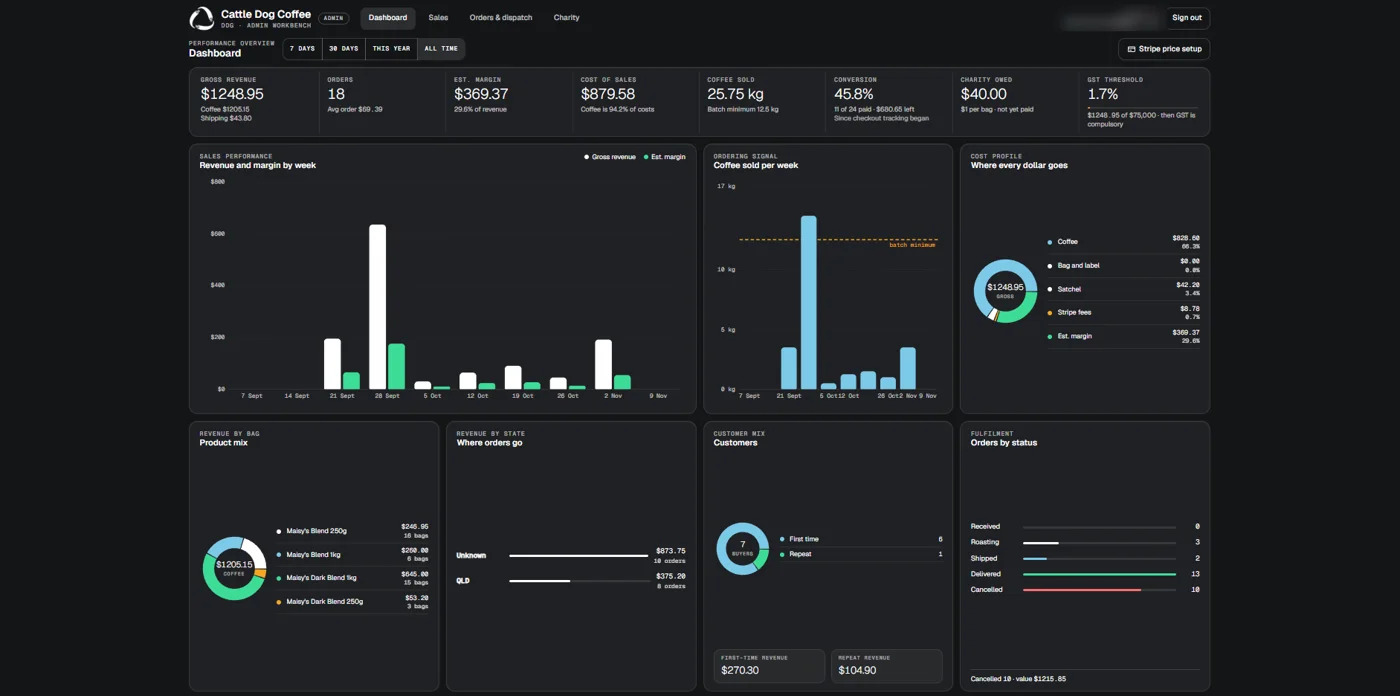 Cattle Dog Coffee
DDG · ADMIN WORKBENCH
ADMIN
Dashboard
Sales
Orders & dispatch
Charity
Sign out
PERFORMANCE OVERVIEW
Dashboard
7 DAYS
30 DAYS
THIS YEAR
ALL TIME
Stripe price setup
GROSS REVENUE
$1248.95
Coffee $1205.15
Shipping $43.80
ORDERS
18
Avg order $69.39
EST. MARGIN
$369.37
29.6% of revenue
COST OF SALES
$879.58
Coffee is 94.2% of costs
COFFEE SOLD
25.75 kg
Batch minimum 12.5 kg
CONVERSION
45.8%
11 of 24 paid · $680.65 left
Since checkout tracking began
CHARITY OWED
$40.00
$1 per bag · not yet paid
GST THRESHOLD
1.7%
$1248.95 of $75,000 · then GST is
compulsory
SALES PERFORMANCE
Revenue and margin by week
Gross revenue
Est. margin
$800
$600
$400
$200
$0
7 Sept
14 Sept
21 Sept
28 Sept
5 Oct
12 Oct
19 Oct
26 Oct
2 Nov
9 Nov
ORDERING SIGNAL
Coffee sold per week
17 kg
batch minimum
10 kg
5 kg
0 kg
7 Sept
21 Sept
5 Oct
12 Oct
26 Oct
2 Nov
9 Nov
COST PROFILE
Where every dollar goes
$1248.95
GROSS
Coffee
$828.60
66.3%
Bag and label
$0.00
0.0%
Satchel
$42.20
3.4%
Stripe fees
$8.78
0.7%
Est. margin
$369.37
29.6%
REVENUE BY BAG
Product mix
$1205.15
COFFEE
Maisy's Blend 250g
$246.95
16 bags
Maisy's Blend 1kg
$260.00
6 bags
Maisy's Dark Blend 1kg
$645.00
15 bags
Maisy's Dark Blend 250g
$53.20
3 bags
REVENUE BY STATE
Where orders go
Unknown
$873.75
10 orders
QLD
$375.20
8 orders
CUSTOMER MIX
Customers
7
BUYERS
First time
6
Repeat
1
FIRST-TIME REVENUE
$270.30
REPEAT REVENUE
$104.90
FULFILMENT
Orders by status
Received
0
Roasting
3
Shipped
2
Delivered
13
Cancelled
10
Cancelled 10 · value $1215.85